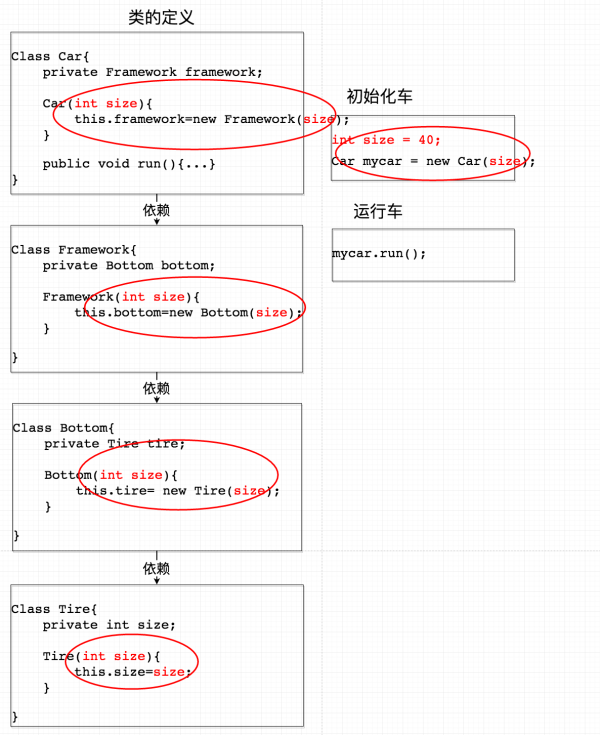 类的定义
Class Car{
    private Framework framework;
    Car(int size){
        this.framework=new Framework(size);
    }
    public void run(){...}
}
依赖
Class Framework{
    private Bottom bottom;
    Framework(int size){
        this.bottom=new Bottom(size);
    }
}
依赖
Class Bottom{
    private Tire tire;
    Bottom(int size){
        this.tire= new Tire(size);
    }
}
依赖
Class Tire{
    private int size;
    Tire(int size){
        this.size=size;
    }
}
初始化车
int size = 40;
Car mycar = new Car(size);
运行车
mycar.run();